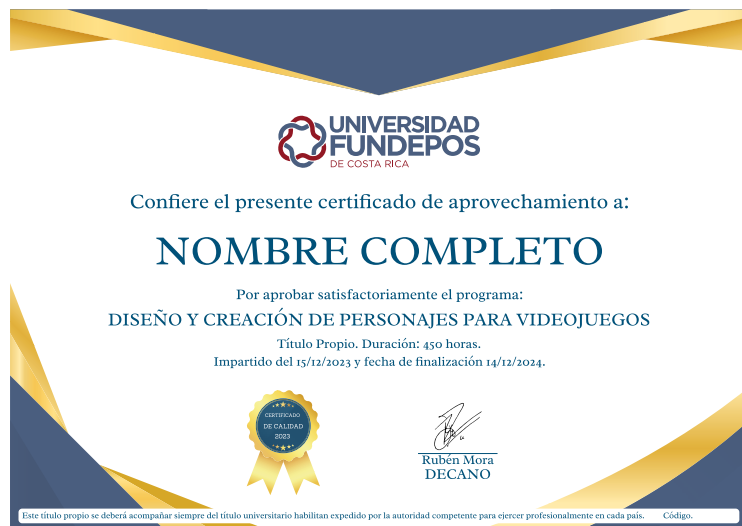 UNIVERSIDAD
FUNDEPOS
DE COSTA RICA
Confiere el presente certificado de aprovechamiento a:
NOMBRE COMPLETO
Por aprobar satisfactoriamente el programa:
DISEÑO Y CREACIÓN DE PERSONAJES PARA VIDEOJUEGOS
Título Propio. Duración: 450 horas.
Impartido del 15/12/2023 y fecha de finalización 14/12/2024.
CERTIFICADO
DE CALIDAD
2023
Rubén Mora
DECANO
Este título propio se deberá acompañar siempre del título universitario habilitan expedido por la autoridad competente para ejercer profesionalmente en cada país. Código.